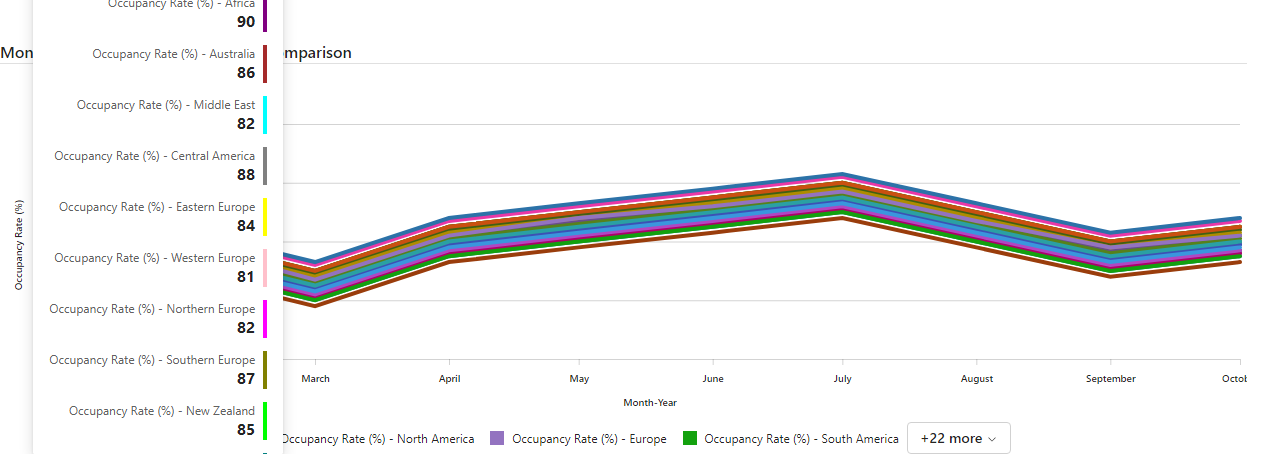 Occupancy Rate (%) - Africa
90
Mon
omparison
Occupancy Rate (%) - Australia
86
Occupancy Rate (%) - Middle East
82
Occupancy Rate (%) - Central America
88
Occupancy Rate (%) - Eastern Europe
84
Occupancy Rate (%) - Western Europe
81
Occupancy Rate (%) - Northern Europe
82
Occupancy Rate (%) - Southern Europe
87
Occupancy Rate (%) - New Zealand
85
Occupancy Rate (%)
March April May June July August September Octob
Month-Year
Occupancy Rate (%) - North America Occupancy Rate (%) - Europe Occupancy Rate (%) - South America +22 more